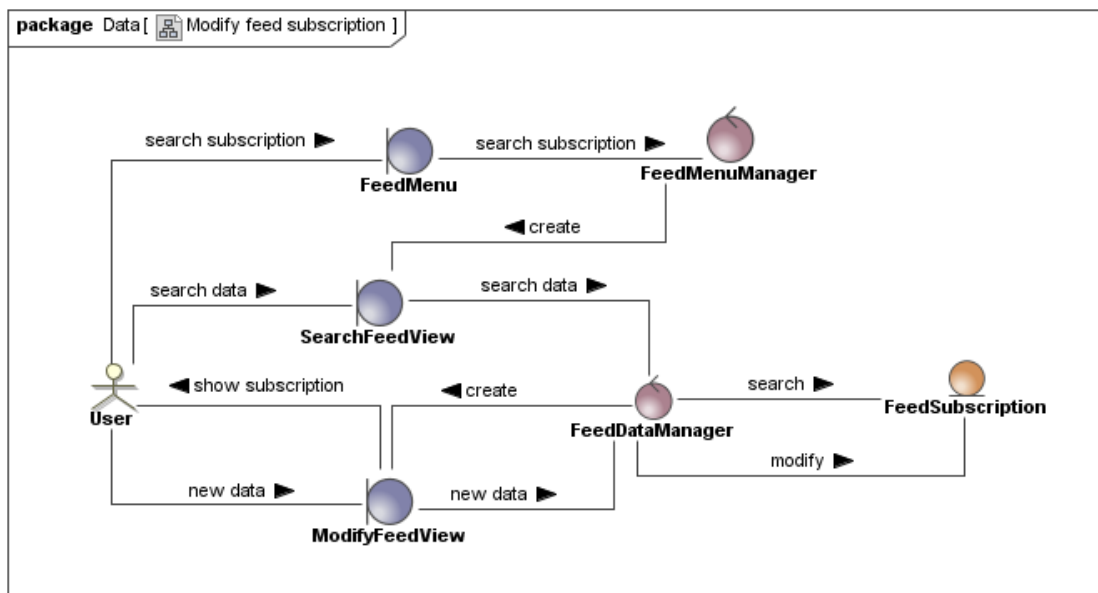 package Data[ Modify feed subscription ]
search subscription
search subscription
FeedMenu
FeedMenuManager
create
search data
search data
SearchFeedView
show subscription
create
search
User
FeedDataManager
FeedSubscription
modify
new data
new data
ModifyFeedView